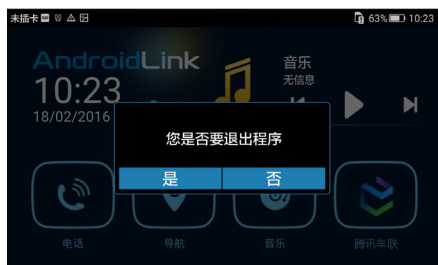 未插卡 63% 10:23
AndroidLink
10:23
18/02/2016
音乐
无信息
您是否要退出程序
是 否
电话 导航 音乐 腾讯车联